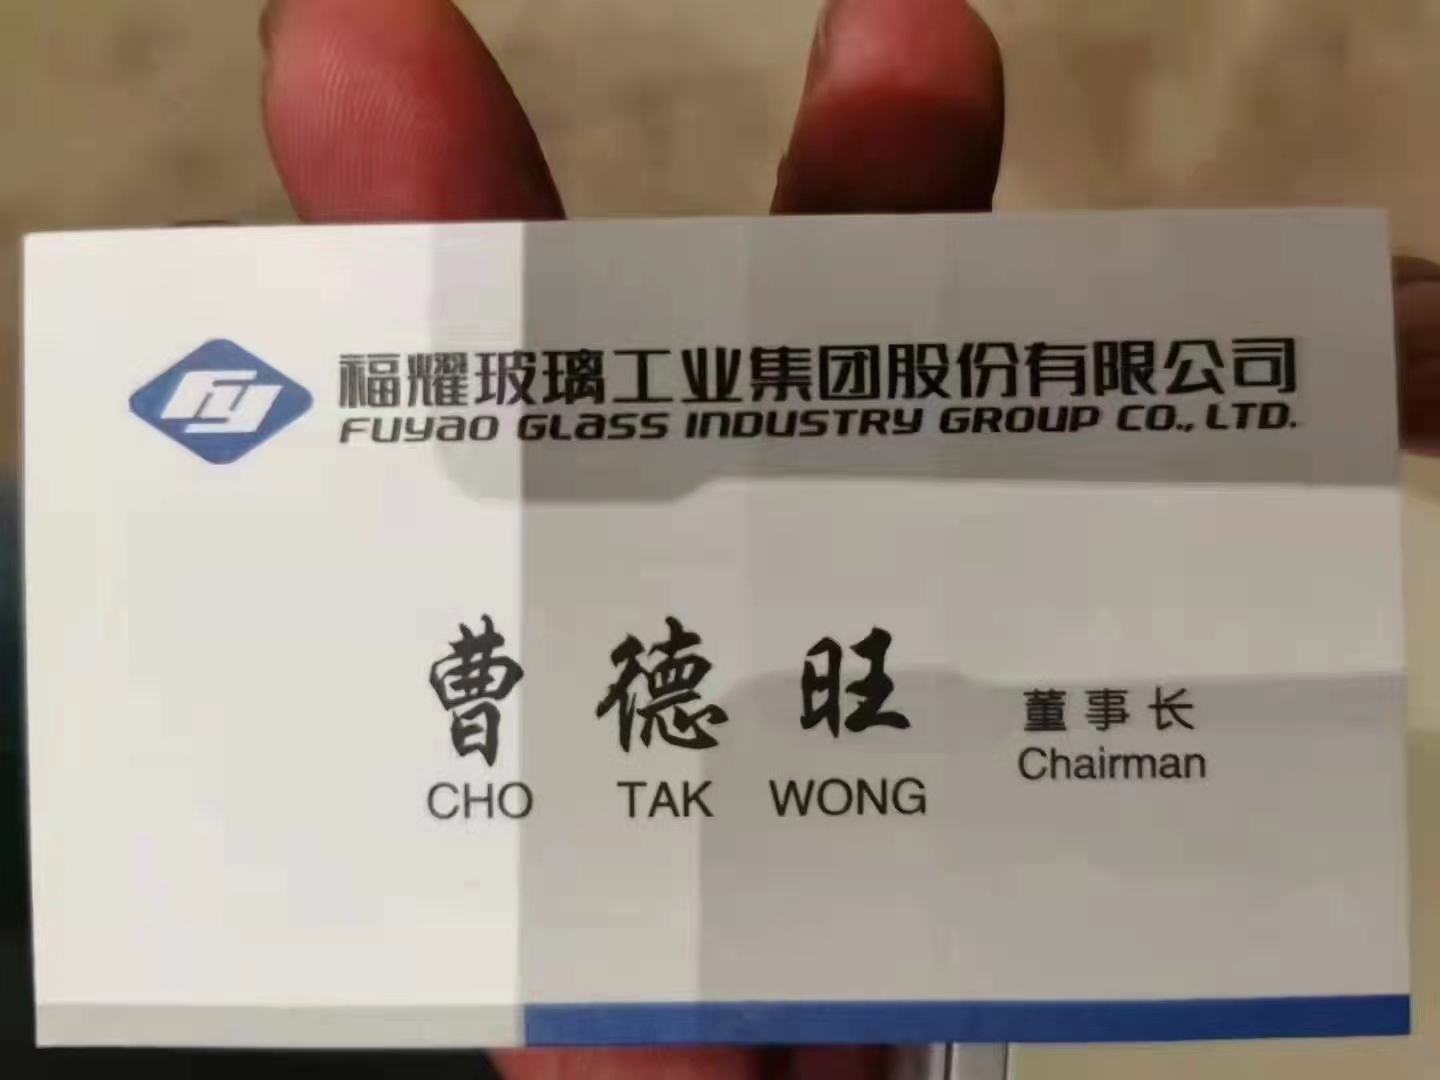 福耀玻璃工业集团股份有限公司
FUYAO GLASS INDUSTRY GROUP CO., LTD.
曹德旺 董事长
CHO TAK WONG Chairman